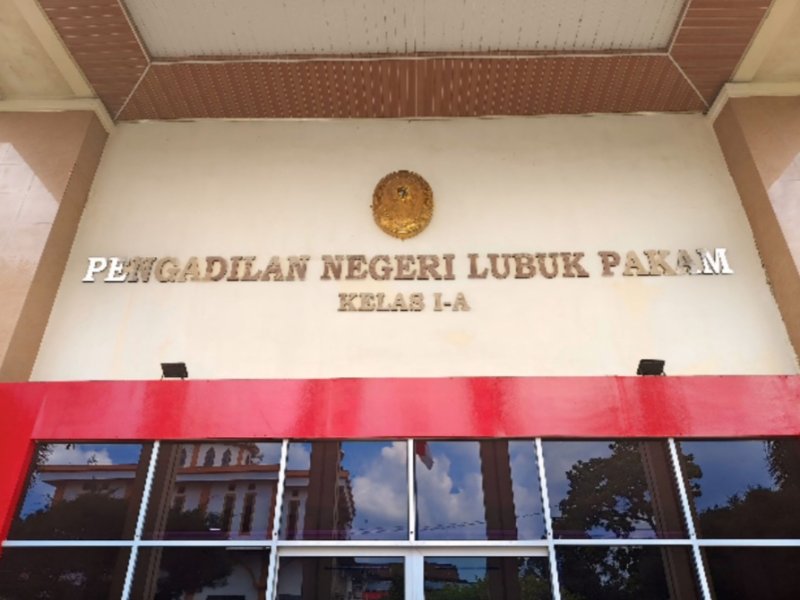 PENGADILAN NEGERI LUBUK PAKAM
KELAS I-A